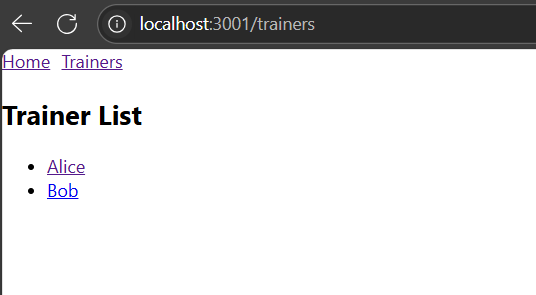 localhost:3001/trainers
Home Trainers
Trainer List
Alice
Bob